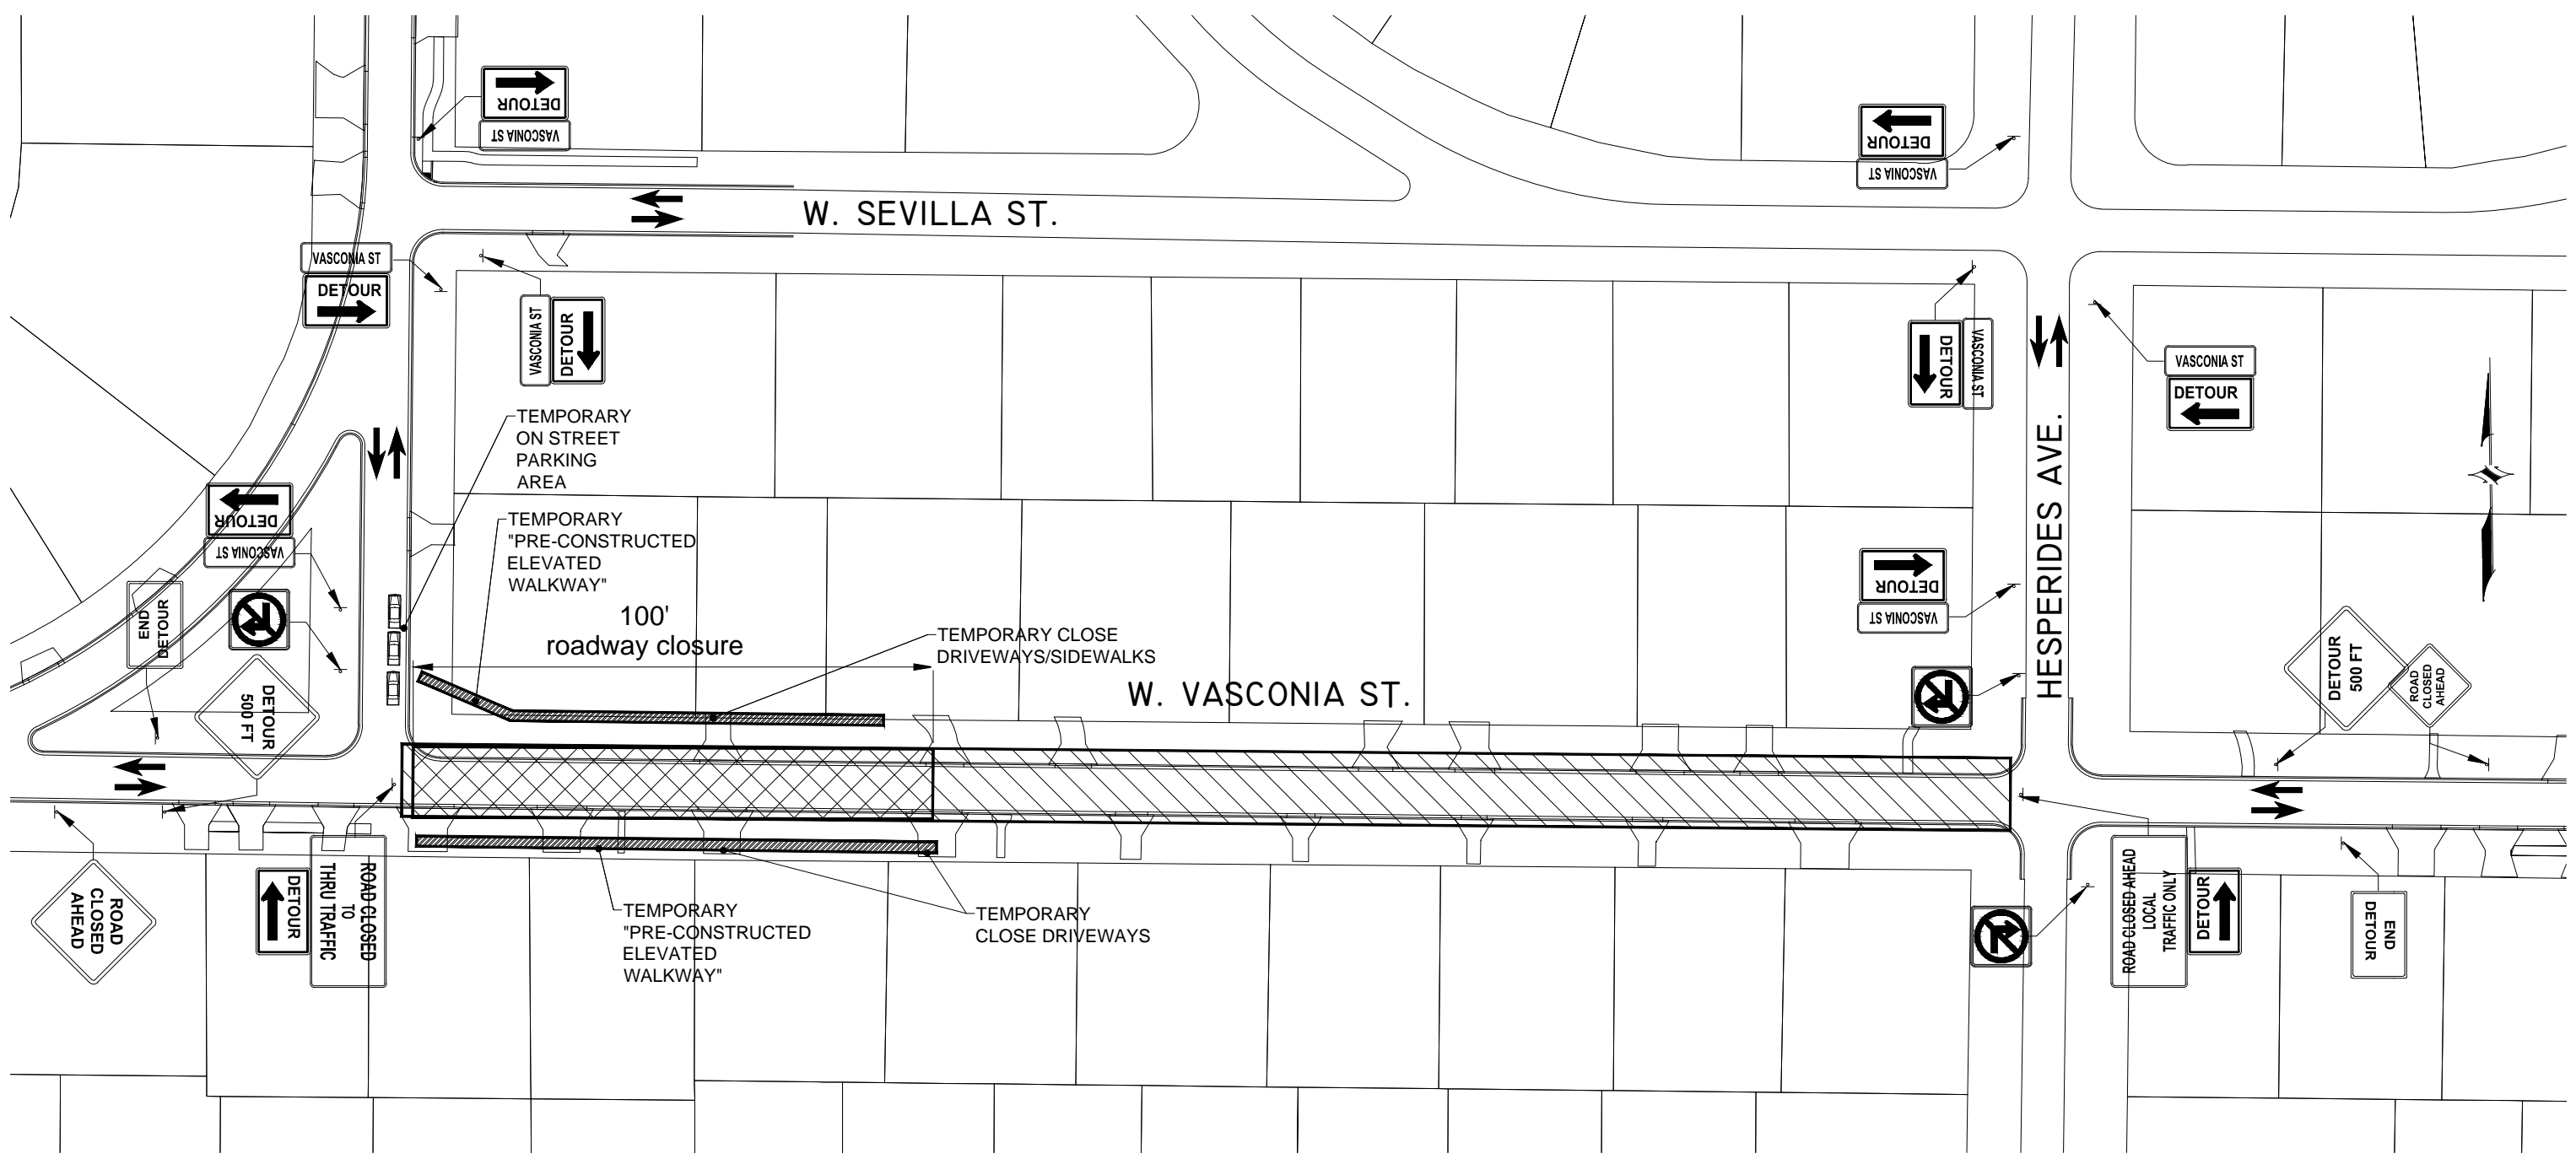 DETOUR
VASCONIA ST
DETOUR
VASCONIA ST
W. SEVILLA ST.
VASCONIA ST
DETOUR
VASCONIA ST
DETOUR
DETOUR
VASCONIA ST
VASCONIA ST
DETOUR
TEMPORARY
ON STREET
PARKING
AREA
HESPERIDES AVE.
DETOUR
VASCONIA ST
TEMPORARY
"PRE-CONSTRUCTED
ELEVATED
WALKWAY"
DETOUR
VASCONIA ST
END
DETOUR
100'
roadway closure
TEMPORARY CLOSE
DRIVEWAYS/SIDEWALKS
W. VASCONIA ST.
DETOUR
500 FT
DETOUR
500 FT
ROAD
CLOSED
AHEAD
ROAD
CLOSED
AHEAD
DETOUR
ROAD CLOSED
TO
THRU TRAFFIC
TEMPORARY
"PRE-CONSTRUCTED
ELEVATED
WALKWAY"
TEMPORARY
CLOSE DRIVEWAYS
ROAD CLOSED AHEAD
LOCAL
TRAFFIC ONLY
DETOUR
END
DETOUR